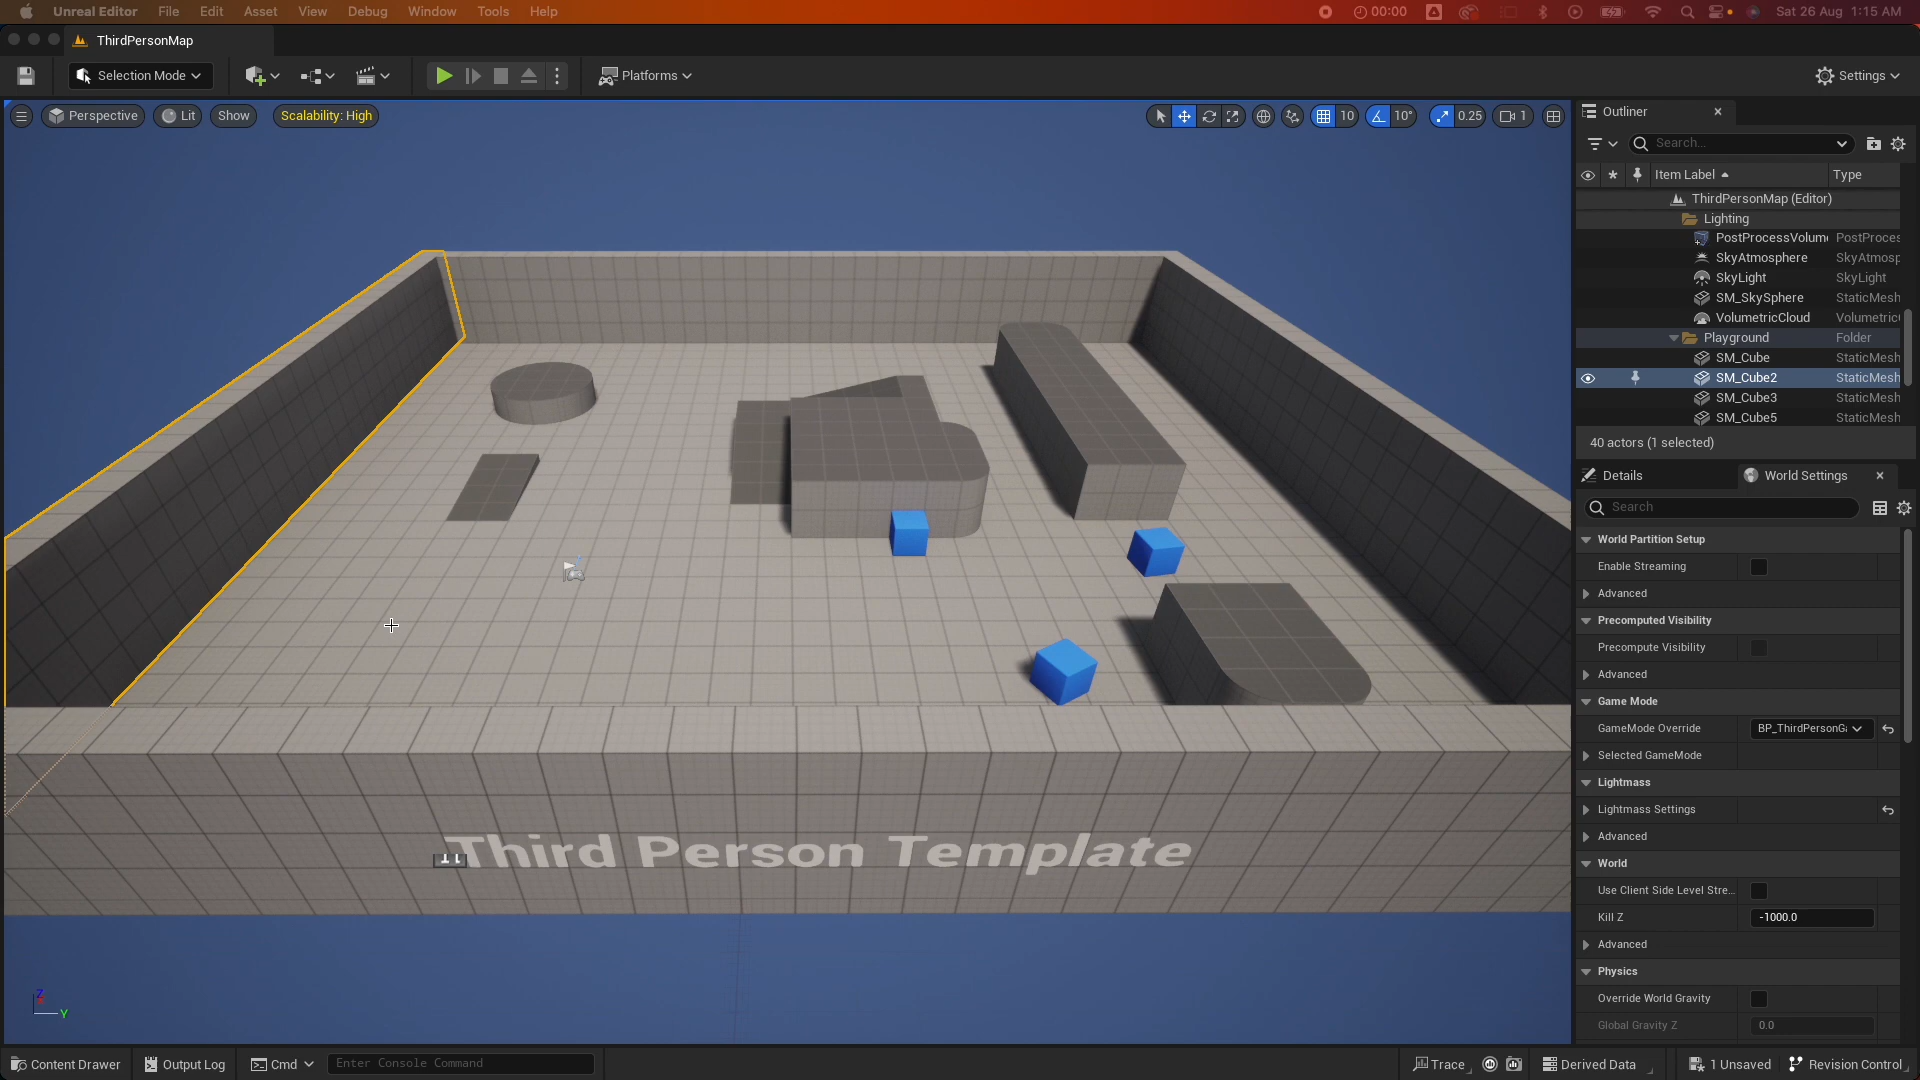 Unreal Editor File Edit Asset View Debug Window Tools Help 00:00 Sat 26 Aug 1:15 AM
ThirdPersonMap
Selection Mode Platforms Settings
Perspective Lit Show Scalability: High 10 10° 0.25 1
Outliner
Search...
Item Label Type
ThirdPersonMap (Editor)
Lighting
PostProcessVolum PostProces
SkyAtmosphere SkyAtmosp
SkyLight SkyLight
SM_SkySphere StaticMesh
VolumetricCloud Volumetric
Playground Folder
SM_Cube StaticMesh
SM_Cube2 StaticMesh
SM_Cube3 StaticMesh
SM_Cube5 StaticMesh
40 actors (1 selected)
Details World Settings
Search
World Partition Setup
Enable Streaming
Advanced
Precomputed Visibility
Precompute Visibility
Advanced
Game Mode
GameMode Override BP_ThirdPersonG
Selected GameMode
Lightmass
Lightmass Settings
Advanced
World
Use Client Side Level Stre...
Kill Z -1000.0
Advanced
Physics
Override World Gravity
Global Gravity Z 0.0
Third Person Template
Z
Y
Content Drawer Output Log Cmd Enter Console Command Trace Derived Data 1 Unsaved Revision Control